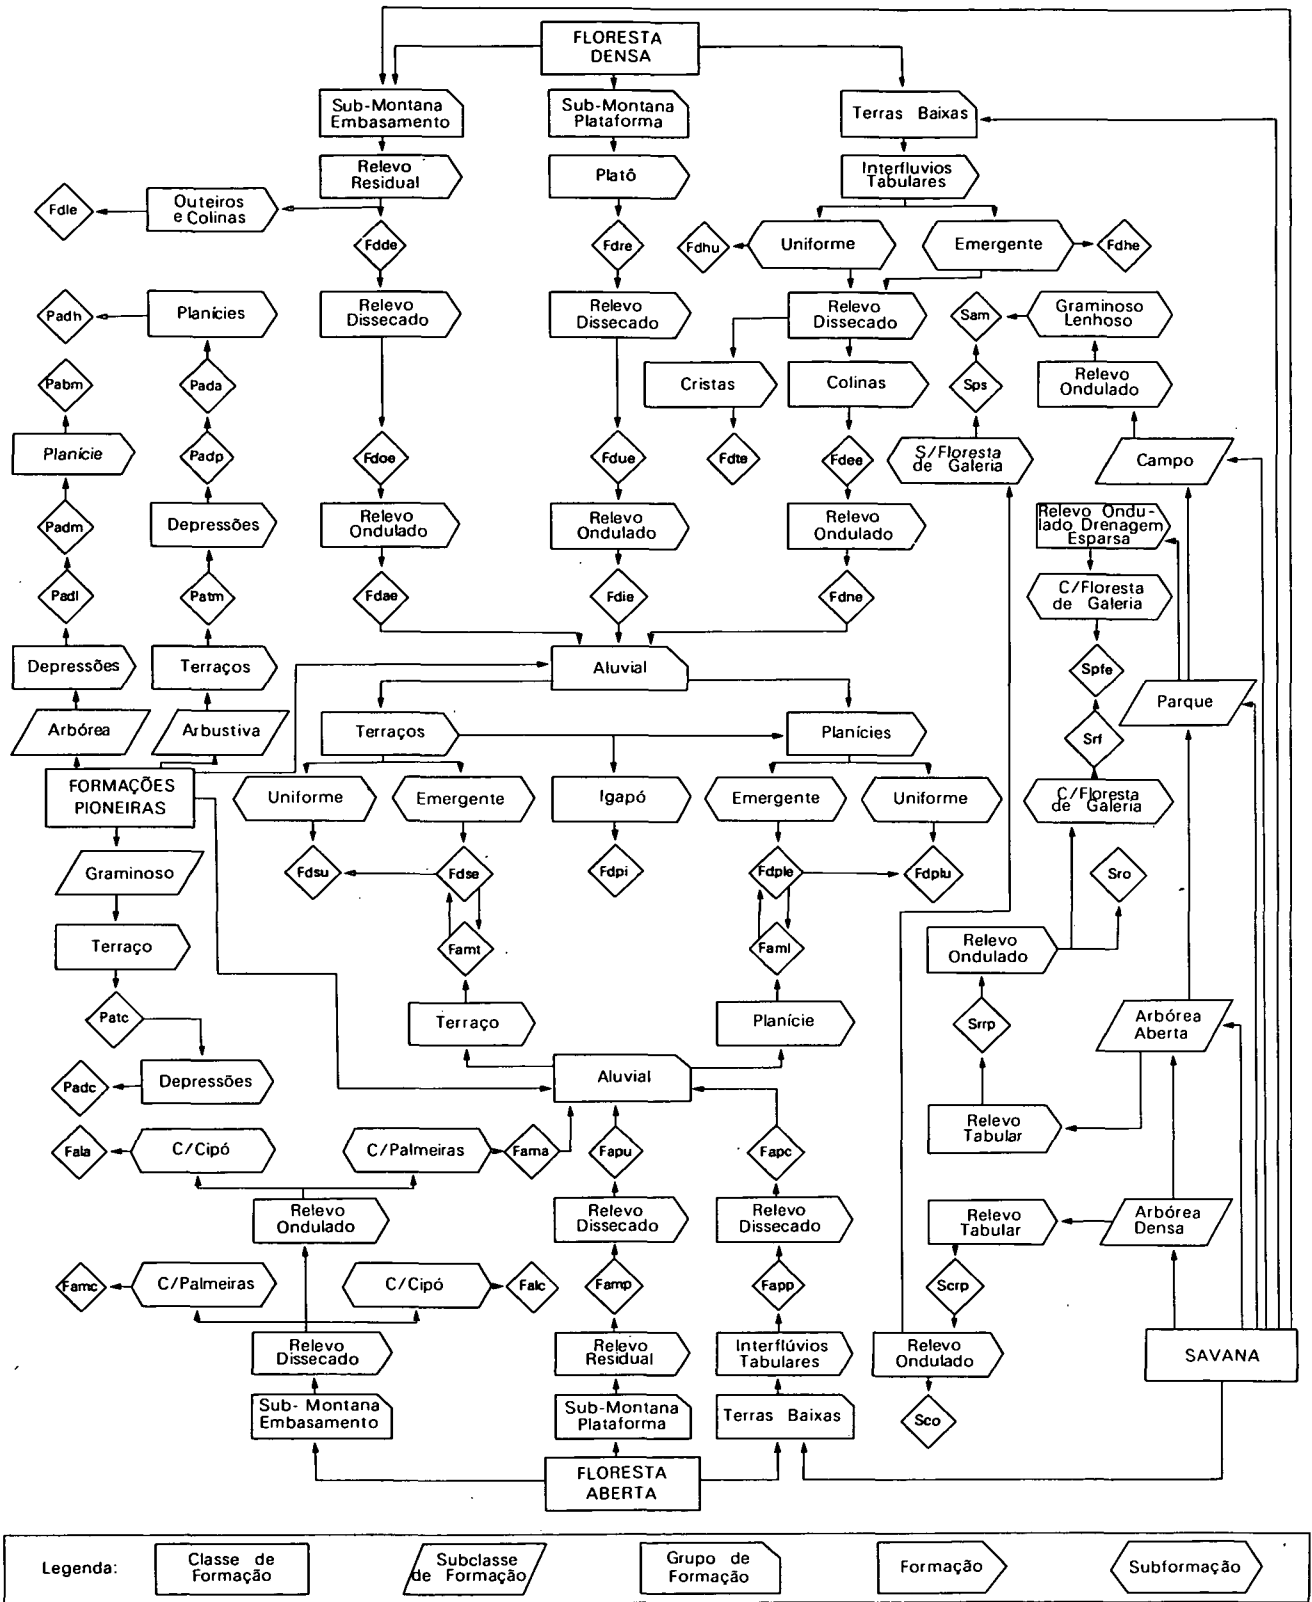 FLORESTA
DENSA
Sub-Montana
Embasamento
Sub-Montana
Plataforma
Terras Baixas
Relevo
Residual
Platô
Interfluvios
Tabulares
Fdle
Outeiros
e Colinas
Fdde
Fdre
Fdhu
Uniforme
Emergente
Fdhe
Padh
Planícies
Relevo
Dissecado
Relevo
Dissecado
Relevo
Dissecado
Sam
Graminoso
Lenhoso
Pabm
Pada
Cristas
Colinas
Sps
Relevo
Ondulado
Planície
Padp
Fdoe
Fdue
Fdte
Fdee
S/Floresta
de Galeria
Campo
Padm
Depressões
Relevo
Ondulado
Relevo
Ondulado
Relevo
Ondulado
Relevo Ondu-
lado Drenagem
Esparsa
Padl
Patm
Fdae
Fdie
Fdne
C/Floresta
de Galeria
Depressões
Terraços
Aluvial
Spfe
Arbórea
Arbustiva
Terraços
Planícies
Parque
Srf
FORMAÇÕES
PIONEIRAS
Uniforme
Emergente
Igapó
Emergente
Uniforme
C/Floresta
de Galeria
Graminoso
Fdsu
Fdse
Fdpi
Fdple
Fdplu
Sro
Terraço
Famt
Faml
Relevo
Ondulado
Patc
Terraço
Planície
Srrp
Arbórea
Aberta
Padc
Depressões
Aluvial
Fala
C/Cipó
C/Palmeiras
Fama
Fapu
Fapc
Relevo
Tabular
Relevo
Ondulado
Relevo
Dissecado
Relevo
Dissecado
Relevo
Tabular
Arbórea
Densa
Famc
C/Palmeiras
C/Cipó
Falc
Famp
Fapp
Scrp
Relevo
Dissecado
Relevo
Residual
Interflúvios
Tabulares
Relevo
Ondulado
SAVANA
Sub- Montana
Embasamento
Sub-Montana
Plataforma
Terras Baixas
Sco
FLORESTA
ABERTA
Legenda:
Classe de
Formação
Subclasse
de Formação
Grupo de
Formação
Formação
Subformação